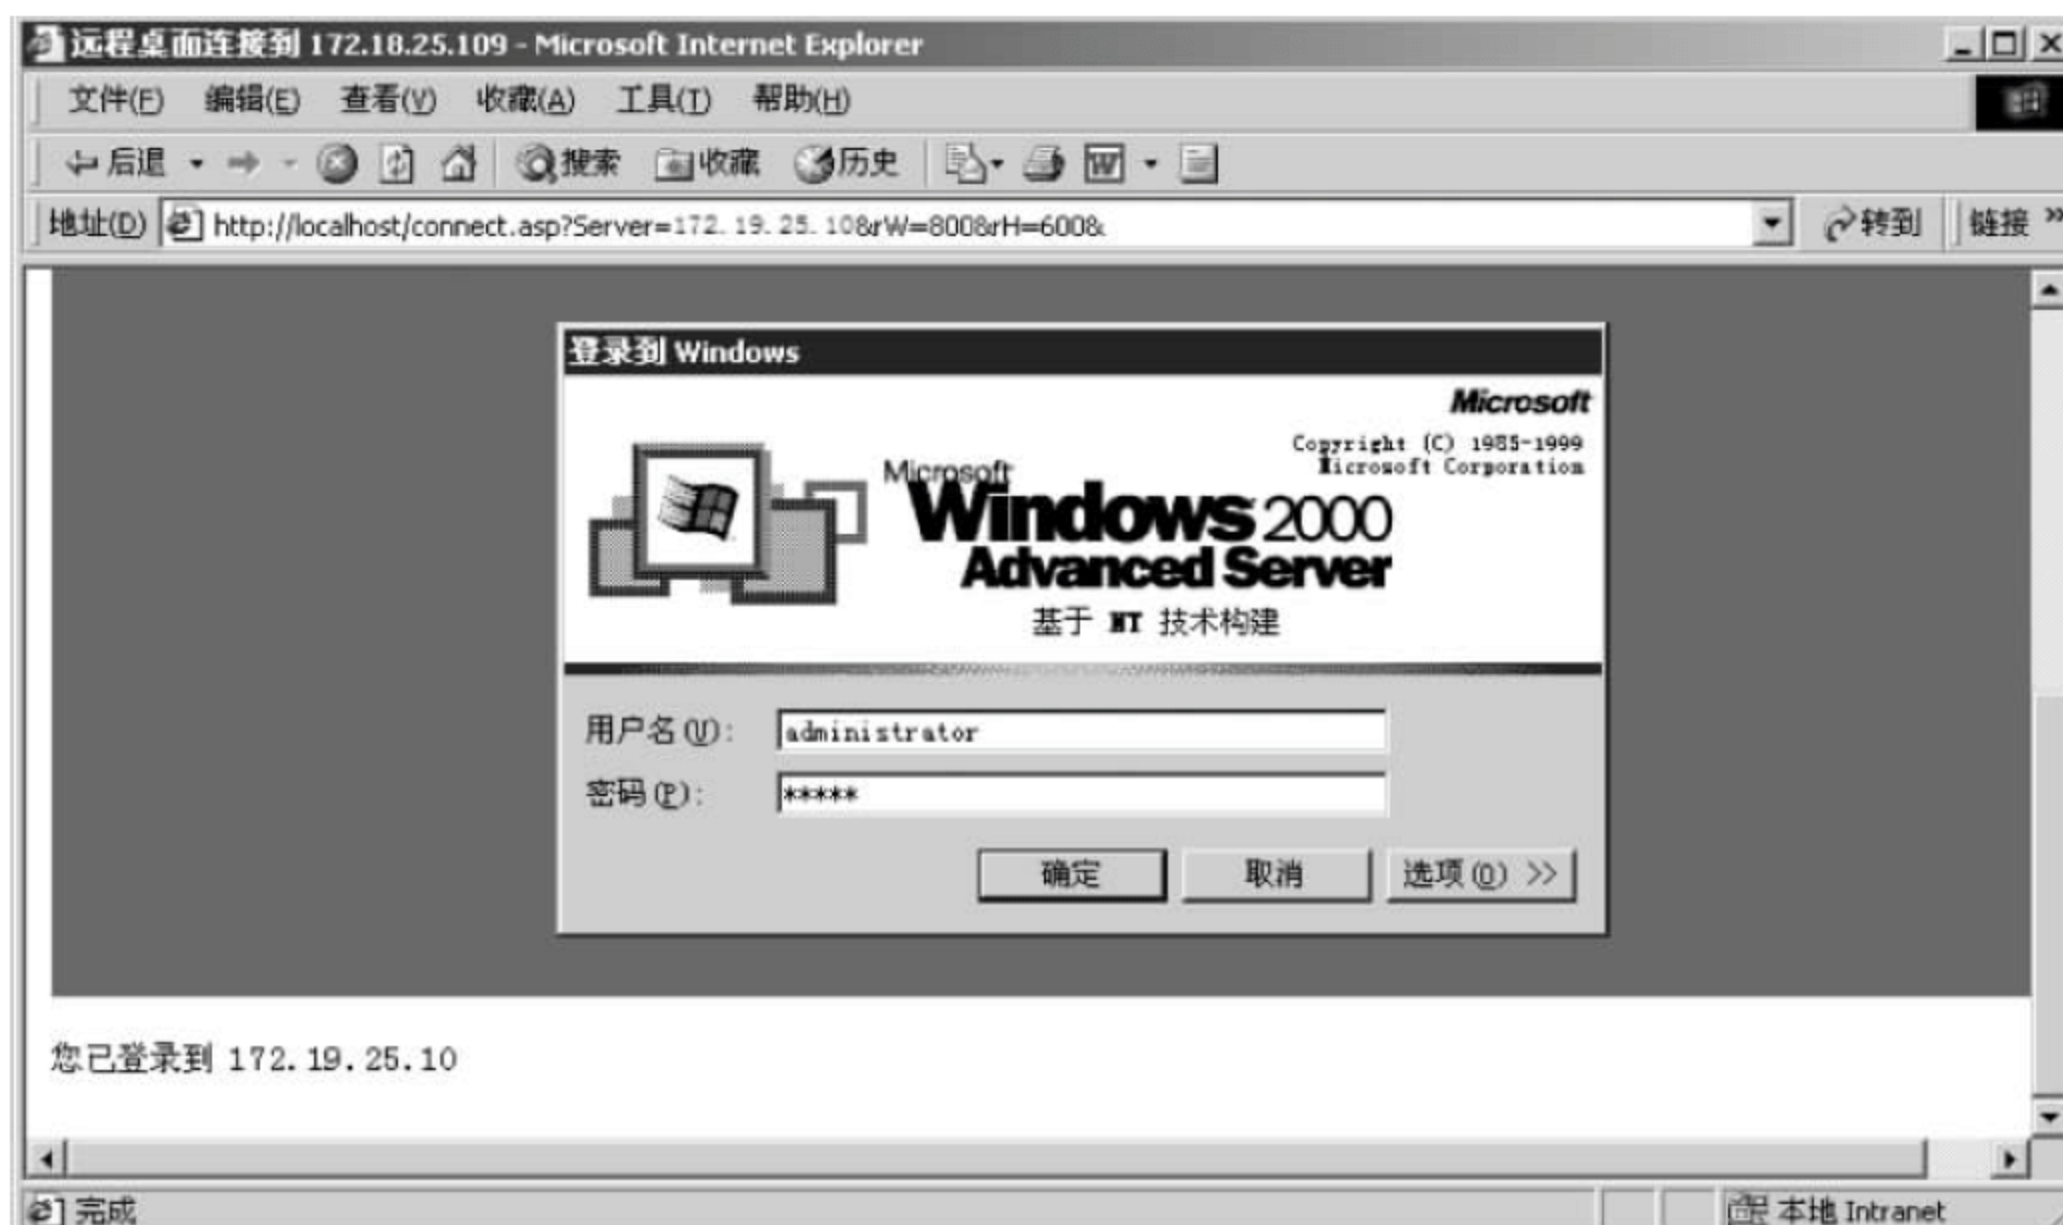 远程桌面连接到 172.18.25.109 - Microsoft Internet Explorer
文件(F) 编辑(E) 查看(V) 收藏(A) 工具(T) 帮助(H)
后退 搜索 收藏 历史
地址(D) http://localhost/connect.asp?Server=172.19.25.10&rW=800&rH=600& 转到 链接 »
登录到 Windows
Microsoft
Copyright (C) 1985-1999
Microsoft Corporation
Microsoft
Windows 2000
Advanced Server
基于 NT 技术构建
用户名(U): administrator
密码(P): *****
确定 取消 选项(O) >>
您已登录到 172.19.25.10
完成 本地 Intranet